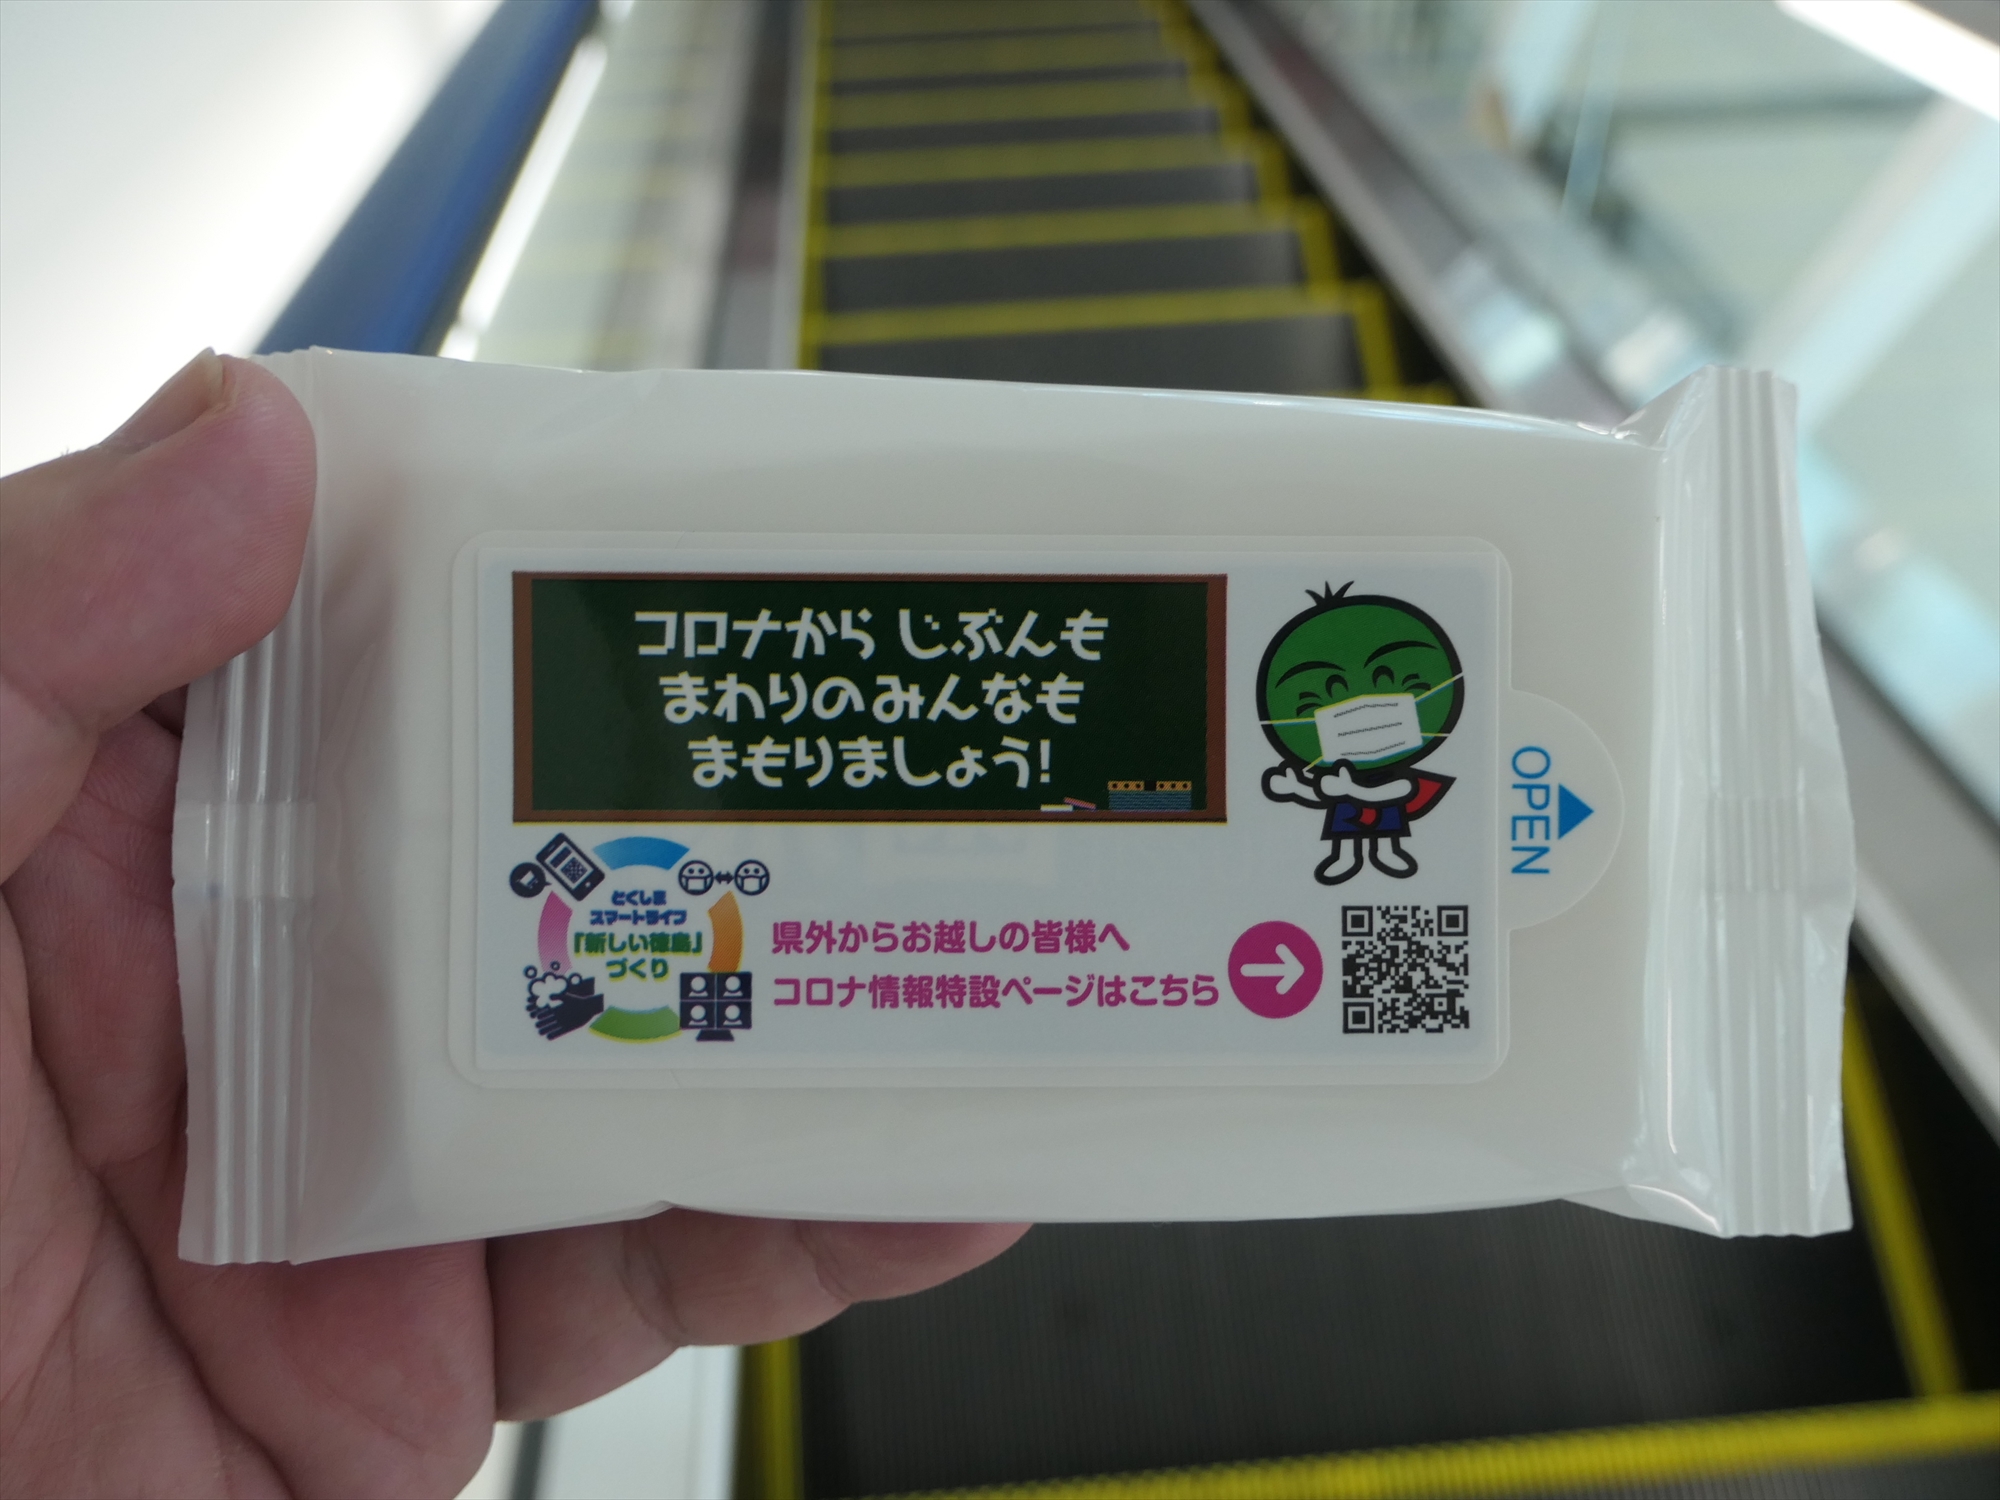 コロナから じぶんも
まわりのみんなも
まもりましょう!
OPEN
とくしま
スマートライフ
「新しい徳島」
づくり
県外からお越しの皆様へ
コロナ情報特設ページはこちら